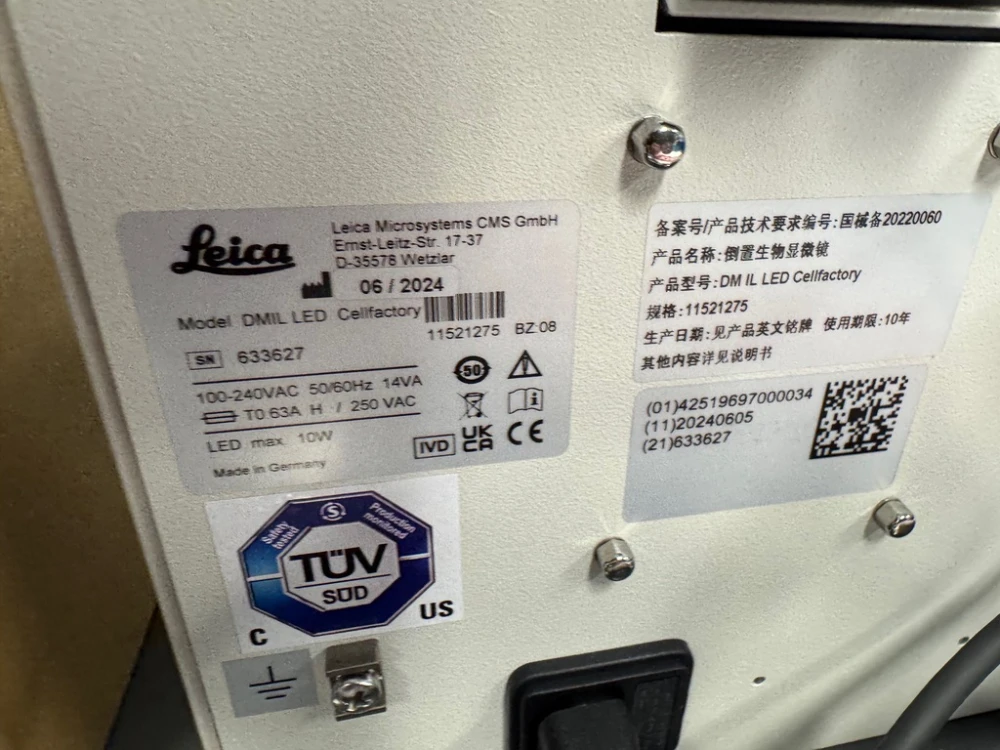 Leica
Leica Microsystems CMS GmbH
Ernst-Leitz-Str. 17-37
D-35578 Wetzlar
06 / 2024
Model DMIL LED Cellfactory
11521275 BZ:08
SN 633627
100-240VAC 50/60Hz 14VA
T0.63A H / 250 VAC
LED max. 10W
Made in Germany
50
IVD UK CA CE
备案号/产品技术要求编号:国械备20220060
产品名称:倒置生物显微镜
产品型号:DM IL LED Cellfactory
规格:11521275
生产日期:见产品英文铭牌 使用期限:10年
其他内容详见说明书
(01)42519697000034
(11)20240605
(21)633627
Safety tested
Production monitored
TÜV
SÜD
C US